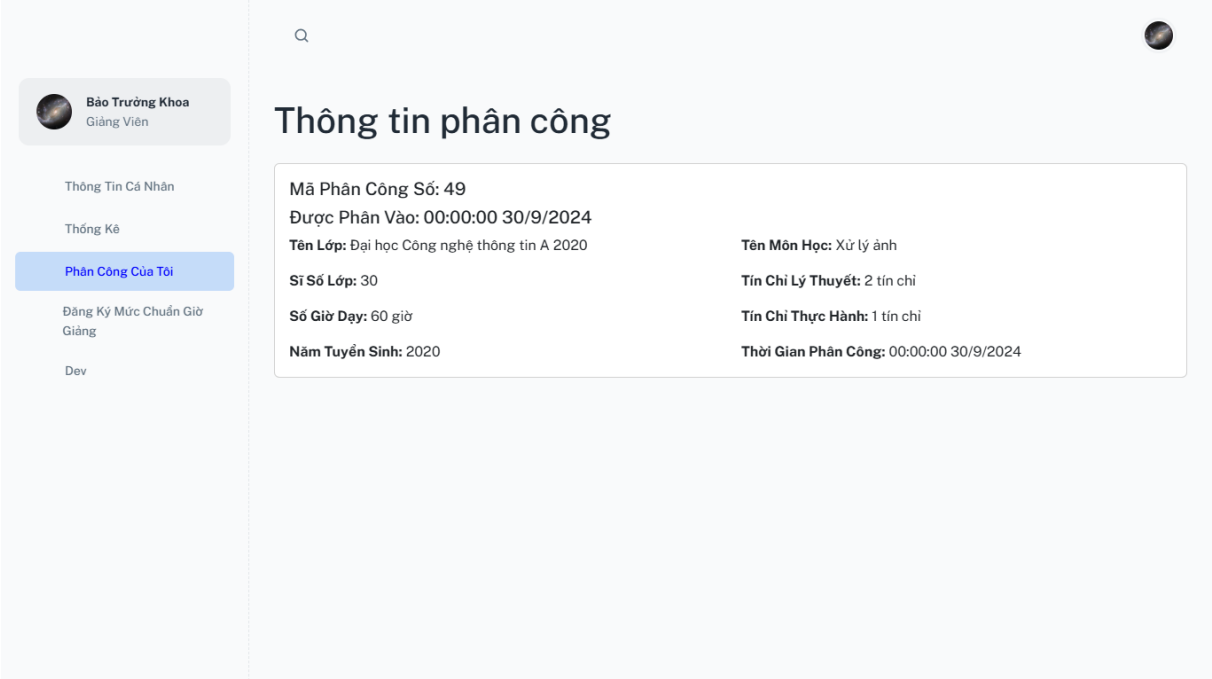 Bảo Trưởng Khoa
Giảng Viên
Thông Tin Cá Nhân
Thống Kê
Phân Công Của Tôi
Đăng Ký Mức Chuẩn Giờ
Giảng
Dev
Thông tin phân công
Mã Phân Công Số: 49
Được Phân Vào: 00:00:00 30/9/2024
Tên Lớp: Đại học Công nghệ thông tin A 2020
Tên Môn Học: Xử lý ảnh
Sĩ Số Lớp: 30
Tín Chỉ Lý Thuyết: 2 tín chỉ
Số Giờ Dạy: 60 giờ
Tín Chỉ Thực Hành: 1 tín chỉ
Năm Tuyển Sinh: 2020
Thời Gian Phân Công: 00:00:00 30/9/2024